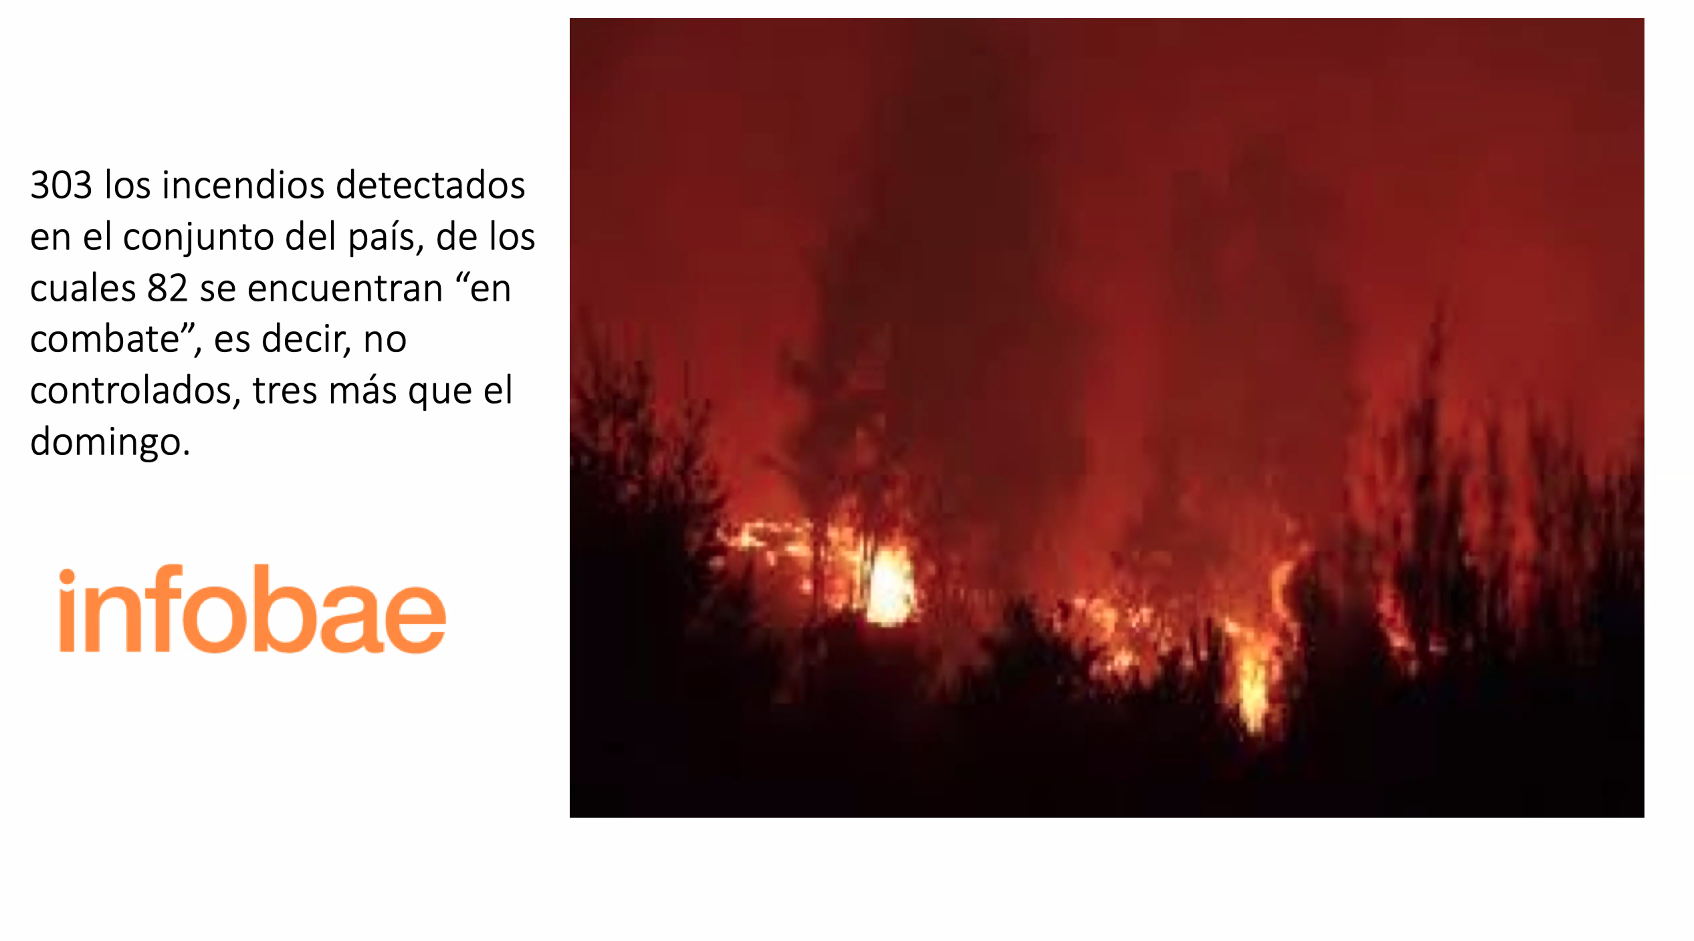 303 los incendios detectados
en el conjunto del país, de los
cuales 82 se encuentran “en
combate”, es decir, no
controlados, tres más que el
domingo.
infobae